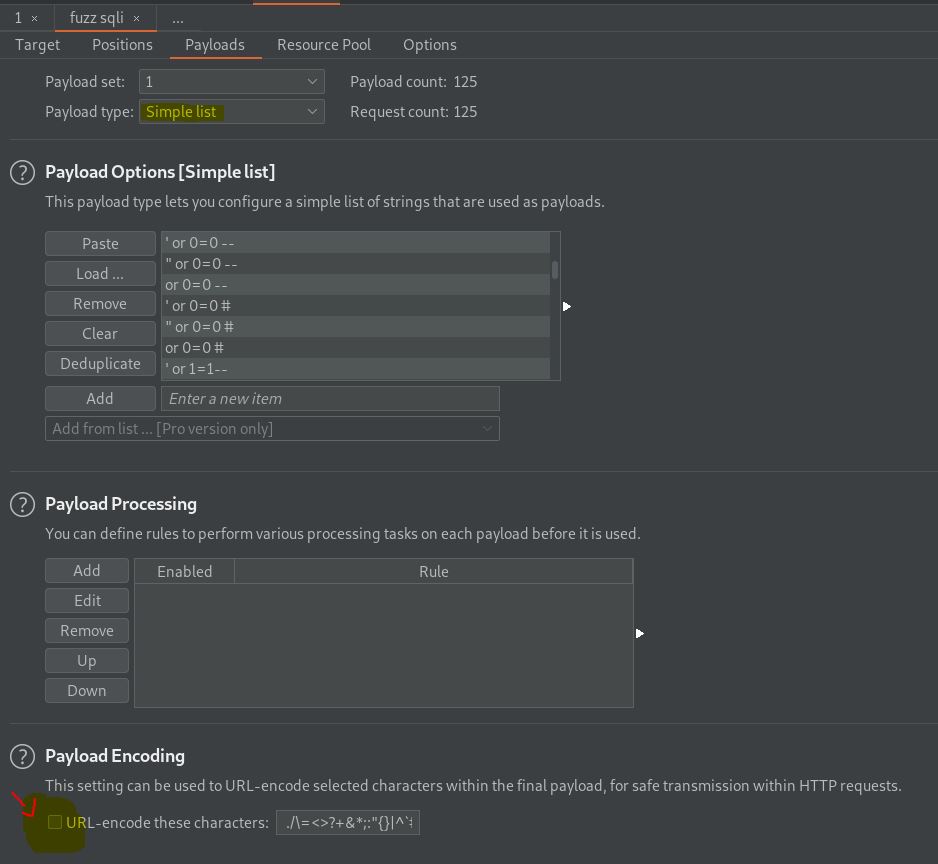 1 × fuzz sqli × ...
Target Positions Payloads Resource Pool Options
Payload set: 1 Payload count: 125
Payload type: Simple list Request count: 125
? Payload Options [Simple list]
This payload type lets you configure a simple list of strings that are used as payloads.
Paste
Load ...
Remove
Clear
Deduplicate
' or 0=0 --
" or 0=0 --
or 0=0 --
' or 0=0 #
" or 0=0 #
or 0=0 #
' or 1=1--
Add Enter a new item
Add from list ... [Pro version only]
? Payload Processing
You can define rules to perform various processing tasks on each payload before it is used.
Add
Edit
Remove
Up
Down
Enabled Rule
? Payload Encoding
This setting can be used to URL-encode selected characters within the final payload, for safe transmission within HTTP requests.
URL-encode these characters: ./\=<>?+&*;:"{}|^`